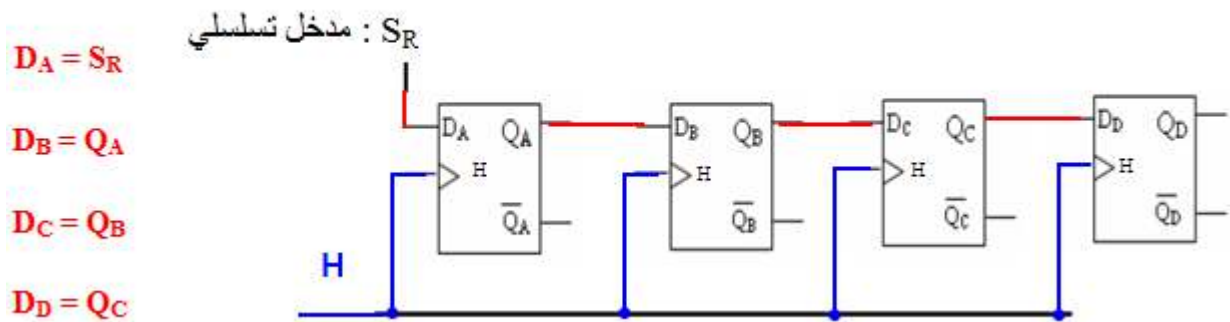 S_R : مدخل تسلسلي
D_A = S_R
D_B = Q_A
D_C = Q_B
D_D = Q_C
D_A Q_A
H
Q̅_A
D_B Q_B
H
Q̅_B
D_C Q_C
H
Q̅_C
D_D Q_D
H
Q̅_D
H